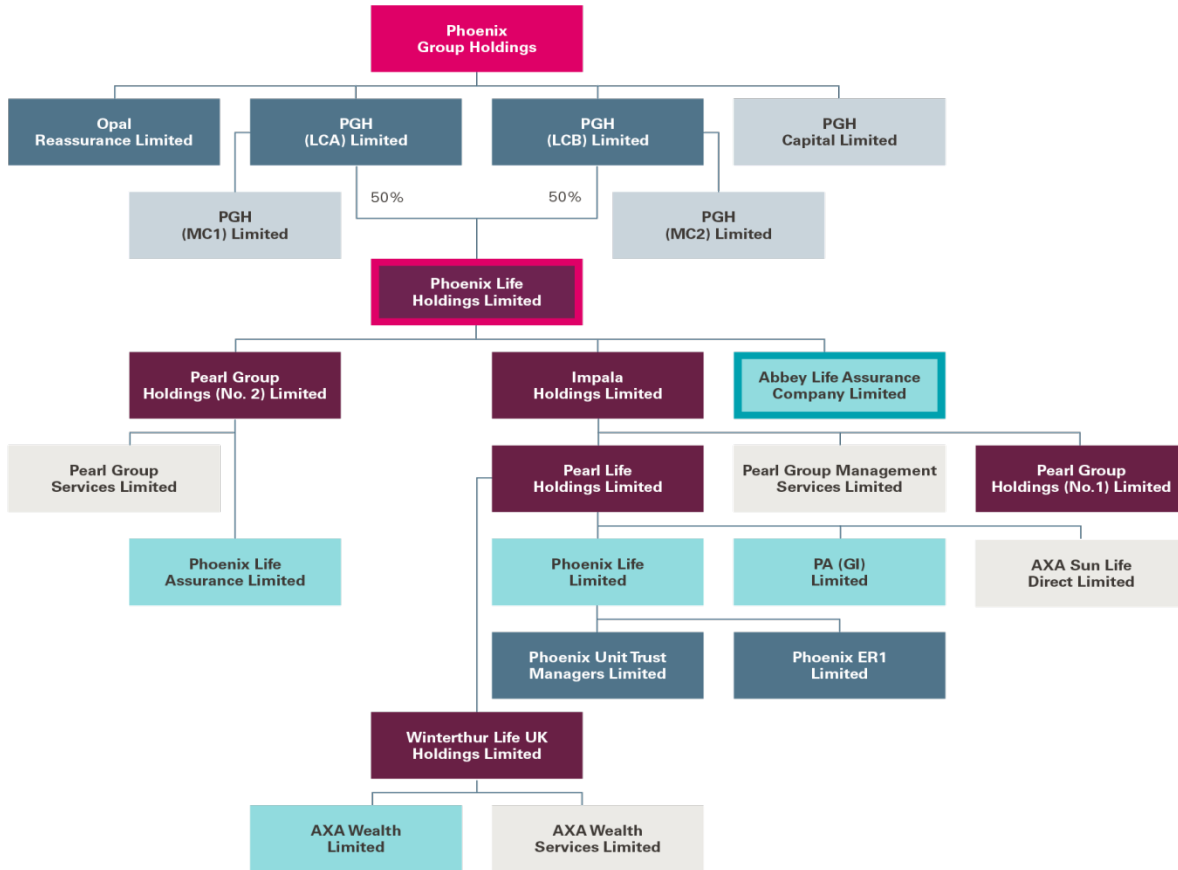 Phoenix
Group Holdings
Opal
Reassurance Limited
PGH
(LCA) Limited
PGH
(LCB) Limited
PGH
Capital Limited
50%
50%
PGH
(MC1) Limited
PGH
(MC2) Limited
Phoenix Life
Holdings Limited
Pearl Group
Holdings (No. 2) Limited
Impala
Holdings Limited
Abbey Life Assurance
Company Limited
Pearl Group
Services Limited
Pearl Life
Holdings Limited
Pearl Group Management
Services Limited
Pearl Group
Holdings (No.1) Limited
Phoenix Life
Assurance Limited
Phoenix Life
Limited
PA (GI)
Limited
AXA Sun Life
Direct Limited
Phoenix Unit Trust
Managers Limited
Phoenix ER1
Limited
Winterthur Life UK
Holdings Limited
AXA Wealth
Limited
AXA Wealth
Services Limited